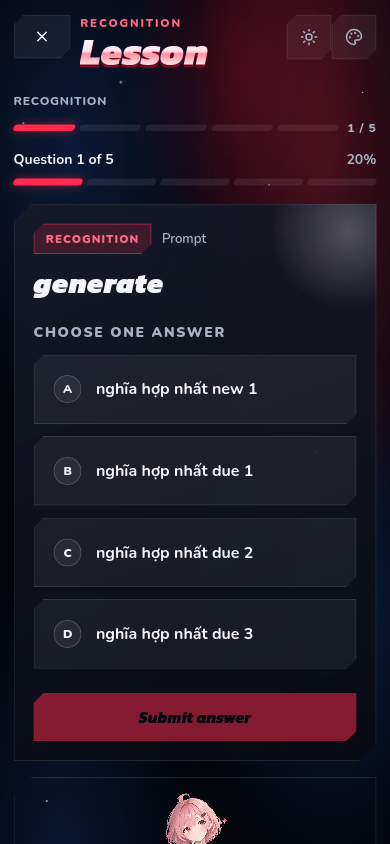 RECOGNITION
Lesson
RECOGNITION
1 / 5
Question 1 of 5
20%
RECOGNITION
Prompt
generate
CHOOSE ONE ANSWER
A
nghĩa hợp nhất new 1
B
nghĩa hợp nhất due 1
C
nghĩa hợp nhất due 2
D
nghĩa hợp nhất due 3
Submit answer